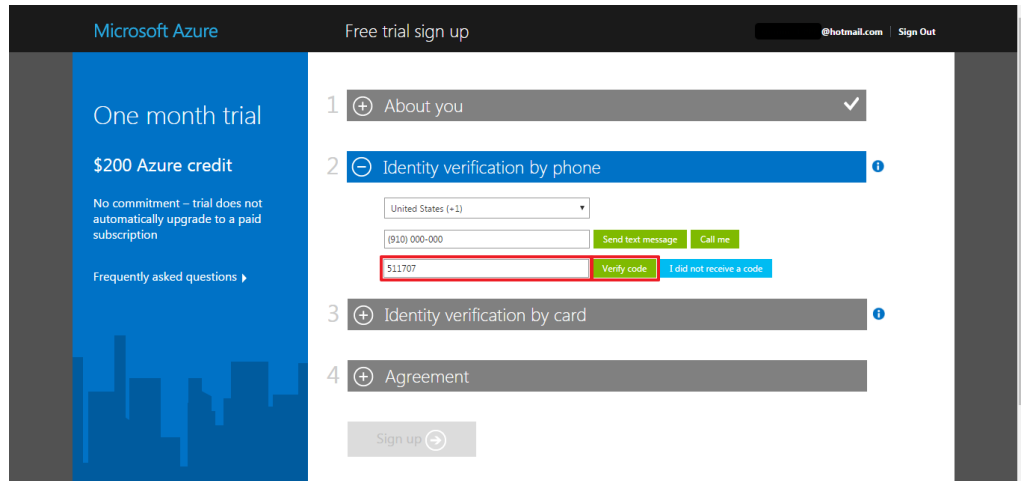 Microsoft Azure
Free trial sign up
@hotmail.com | Sign Out
One month trial
$200 Azure credit
No commitment – trial does not
automatically upgrade to a paid
subscription
Frequently asked questions
1 About you
2 Identity verification by phone
United States (+1)
(910) 000-000
Send text message
Call me
511707
Verify code
I did not receive a code
3 Identity verification by card
4 Agreement
Sign up